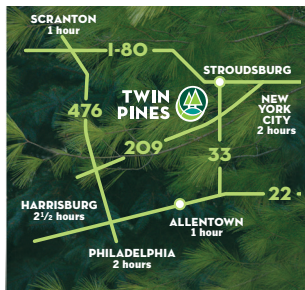 SCRANTON
1 hour
I-80
STROUDSBURG
TWIN
PINES
476
NEW
YORK
CITY
2 hours
209
33
HARRISBURG
2½ hours
22
ALLENTOWN
1 hour
PHILADELPHIA
2 hours